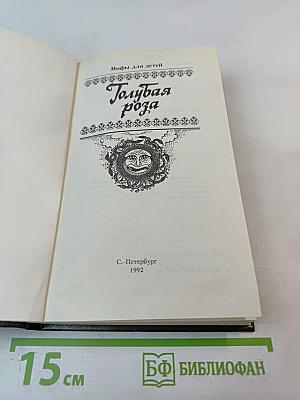 Мифы для детей
Голубая
роза
С.-Петербург
1992
15 см
БФ БИБЛИОФАН